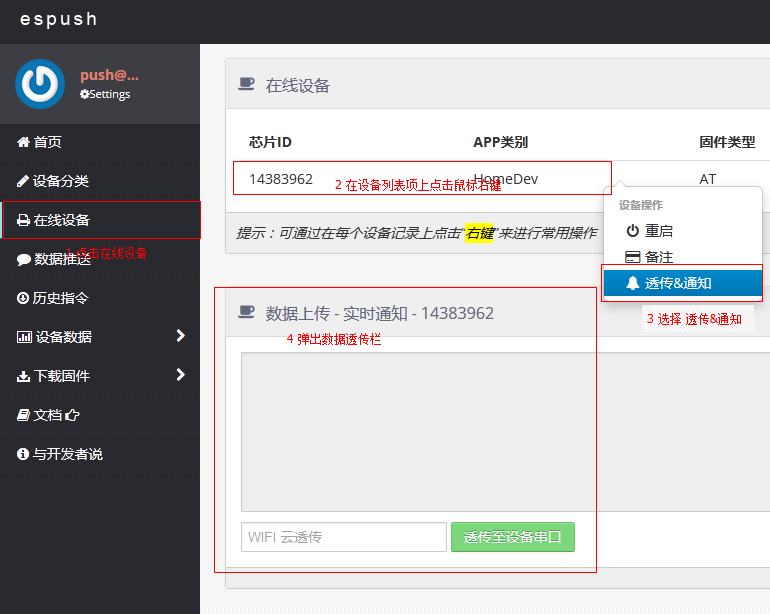 espush
push@...
Settings
首页
设备分类
在线设备
1 点击在线设备
数据推送
历史指令
设备数据
下载固件
文档
与开发者说
在线设备
芯片ID APP类别 固件类型
14383962 HomeDev AT
2 在设备列表项上点击鼠标右键
提示：可通过在每个设备记录上点击“右键”来进行常用操作
设备操作
重启
备注
透传&通知
3 选择 透传&通知
数据上传 - 实时通知 - 14383962
4 弹出数据透传栏
WIFI 云透传
透传至设备串口